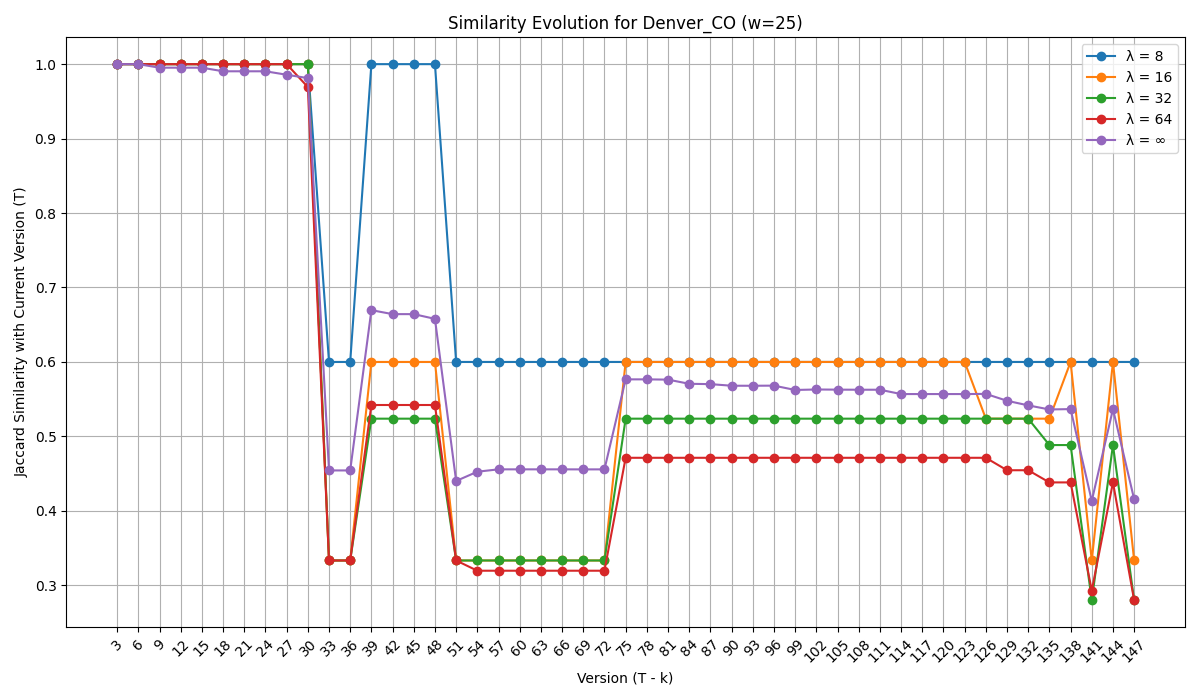 Similarity Evolution for Denver_CO (w=25)
λ = 8
λ = 16
λ = 32
λ = 64
λ = ∞
Jaccard Similarity with Current Version (T)
1.0
0.9
0.8
0.7
0.6
0.5
0.4
0.3
3 6 9 12 15 18 21 24 27 30 33 36 39 42 45 48 51 54 57 60 63 66 69 72 75 78 81 84 87 90 93 96 99 102 105 108 111 114 117 120 123 126 129 132 135 138 141 144 147
Version (T - k)